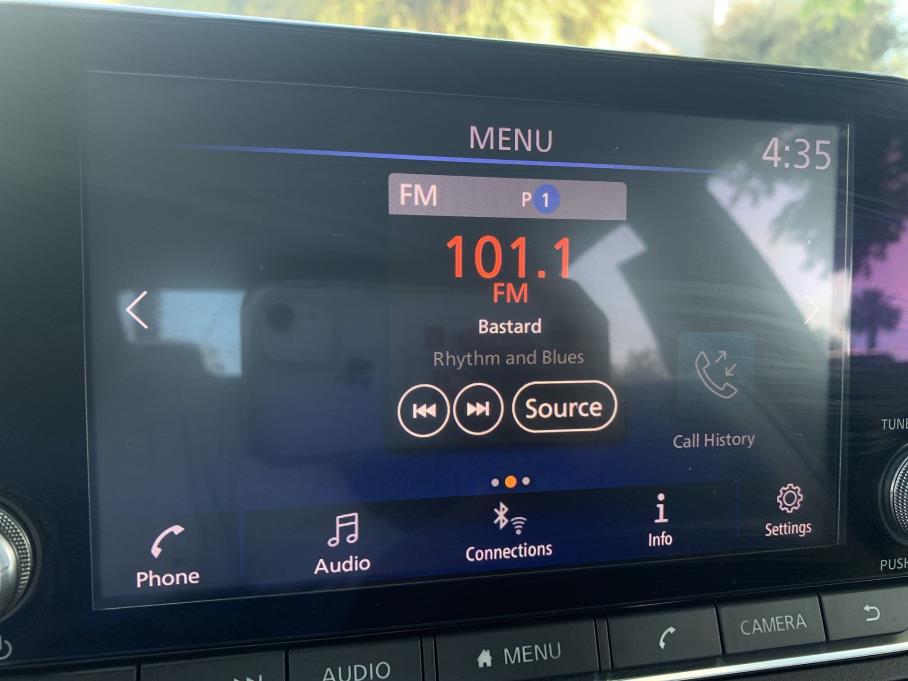 MENU
4:35
FM P 1
101.1
FM
Bastard
Rhythm and Blues
Source
Call History
Phone
Audio
Connections
Info
Settings
TUNE
PUSH
AUDIO
MENU
CAMERA